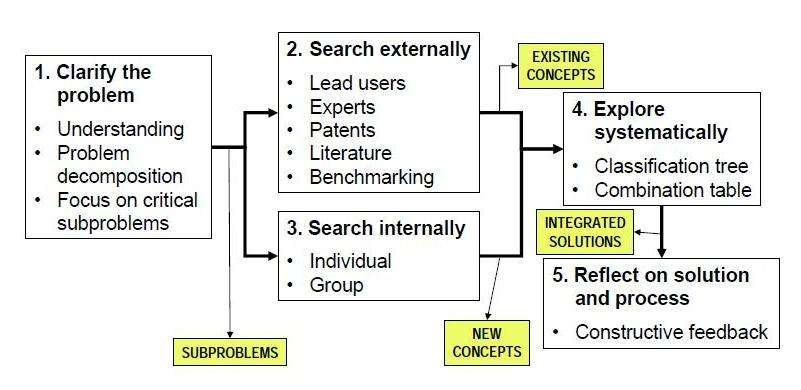 1. Clarify the
problem
• Understanding
• Problem
decomposition
• Focus on critical
subproblems
2. Search externally
• Lead users
• Experts
• Patents
• Literature
• Benchmarking
3. Search internally
• Individual
• Group
SUBPROBLEMS
EXISTING
CONCEPTS
NEW
CONCEPTS
4. Explore
systematically
• Classification tree
• Combination table
INTEGRATED
SOLUTIONS
5. Reflect on solution
and process
• Constructive feedback